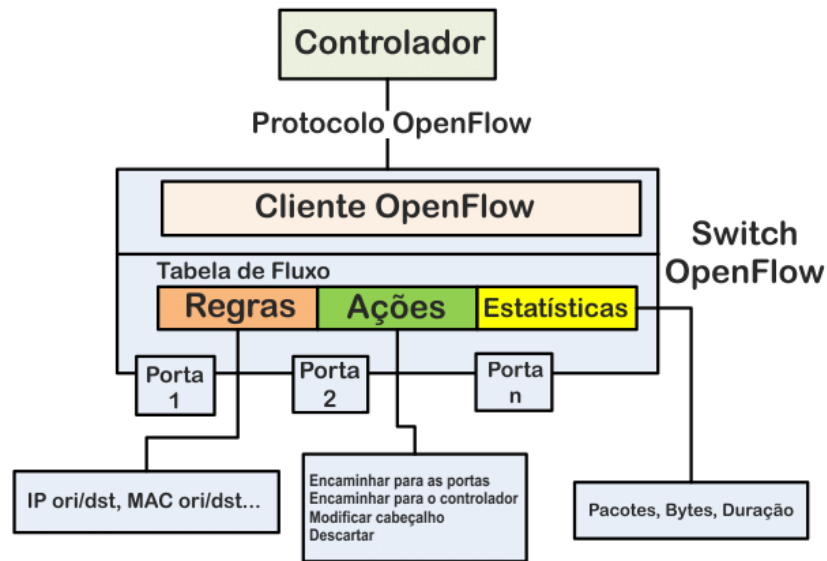 Controlador
Protocolo OpenFlow
Cliente OpenFlow
Switch
OpenFlow
Tabela de Fluxo
Regras
Ações
Estatísticas
Porta
1
Porta
2
Porta
n
IP ori/dst, MAC ori/dst...
Encaminhar para as portas
Encaminhar para o controlador
Modificar cabeçalho
Descartar
Pacotes, Bytes, Duração